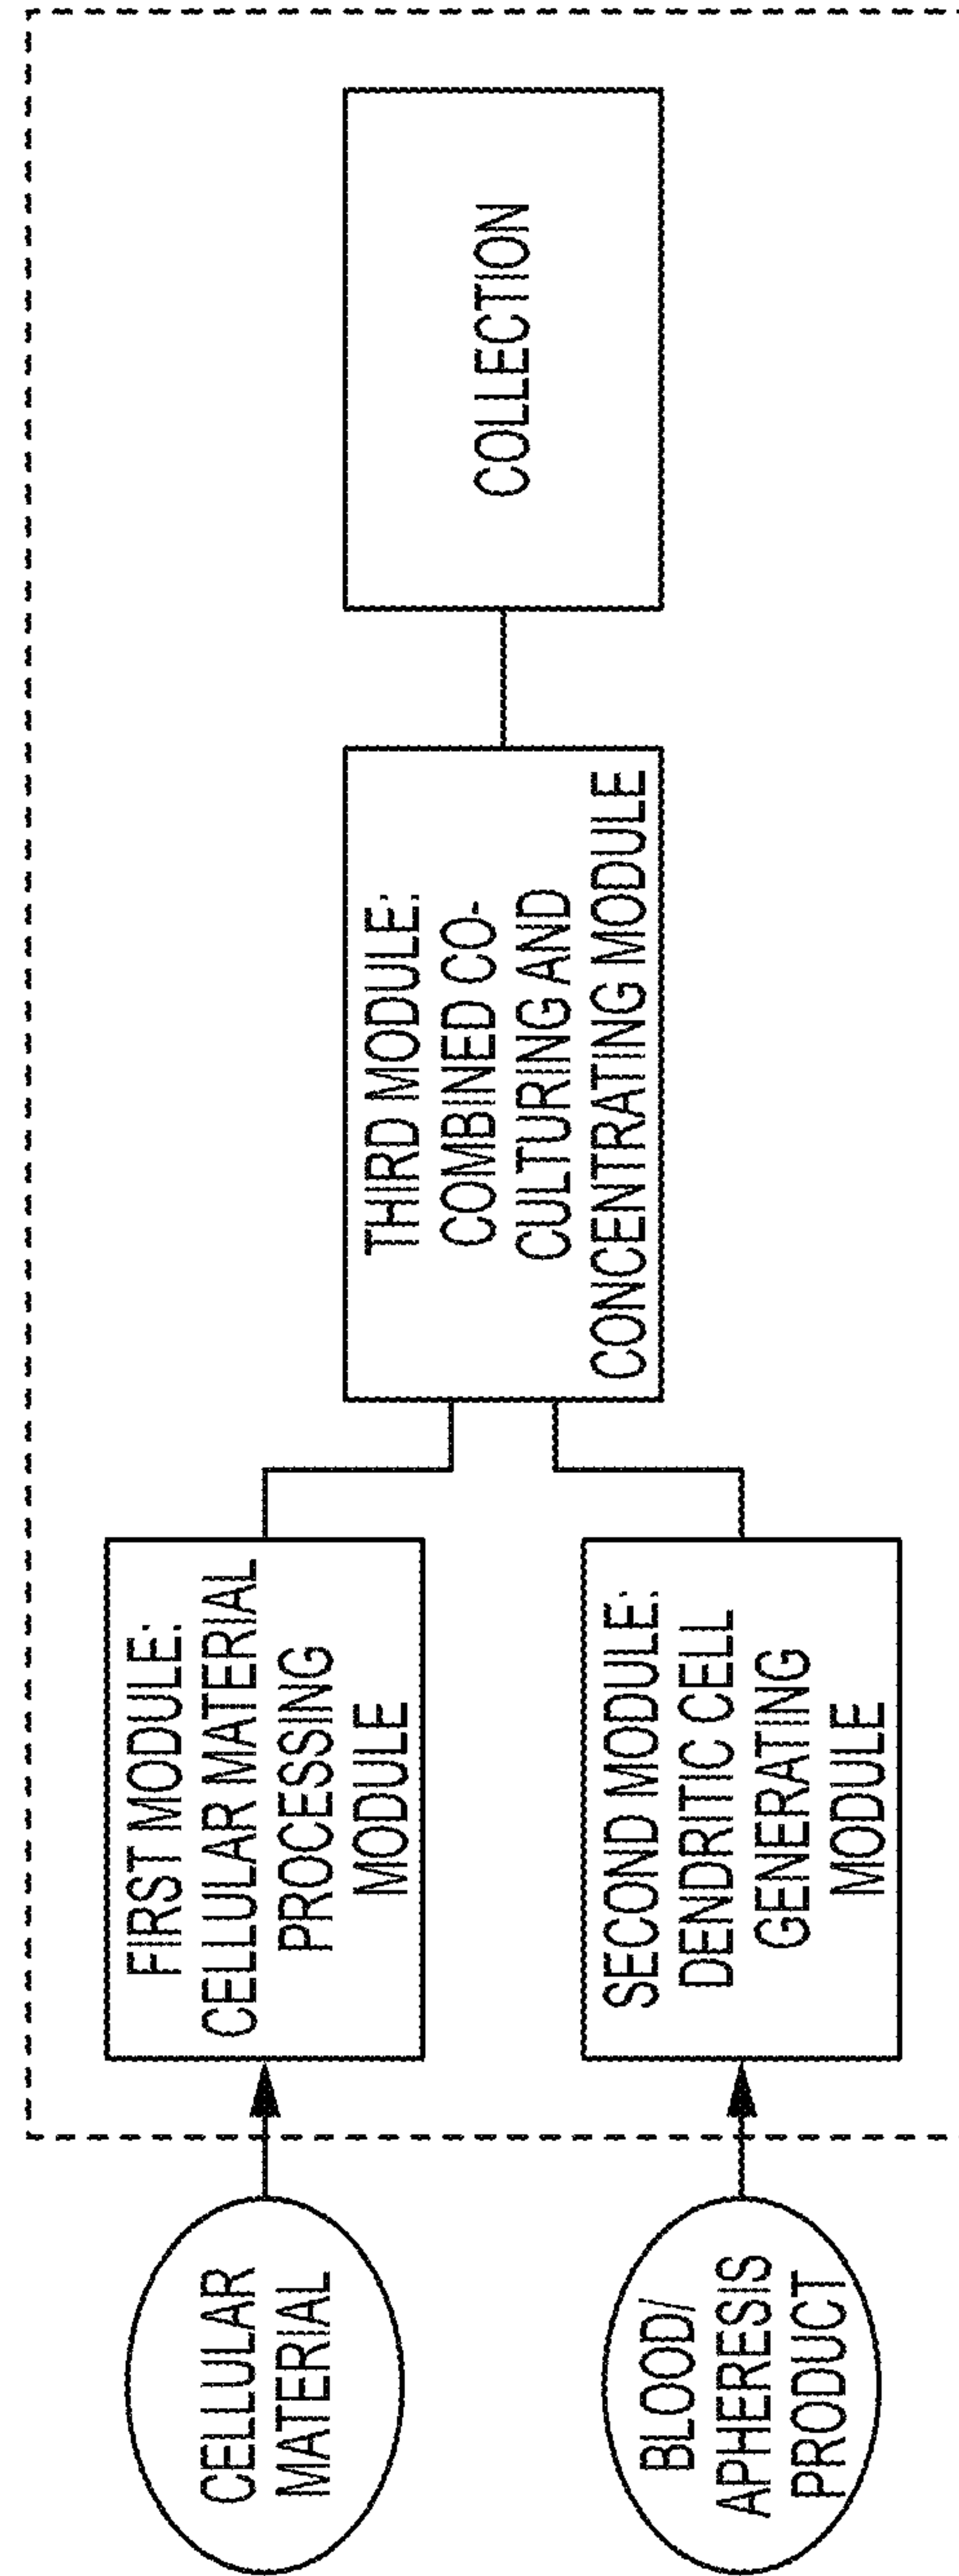 CELLULAR
MATERIAL
BLOOD/
APHERESIS
PRODUCT
FIRST MODULE:
CELLULAR MATERIAL
PROCESSING
MODULE
SECOND MODULE:
DENDRITIC CELL
GENERATING
MODULE
THIRD MODULE:
COMBINED CO-
CULTURING AND
CONCENTRATING MODULE
COLLECTION